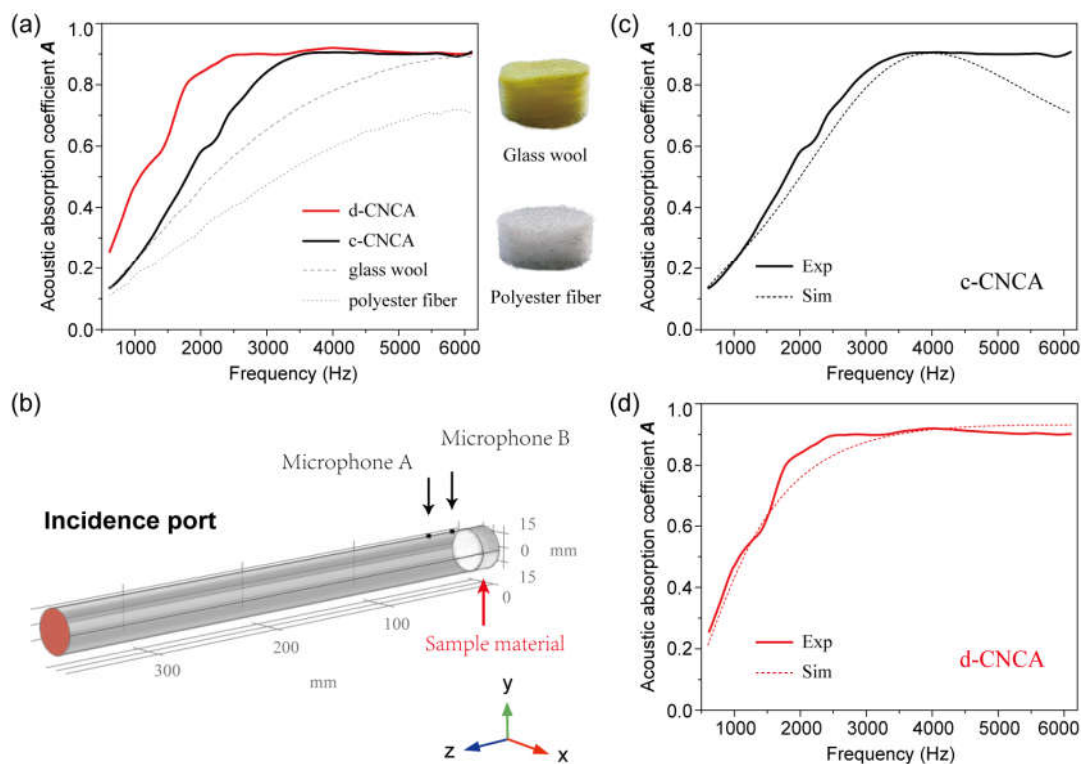 (a)
Acoustic absorption coefficient A
1.0
0.8
0.6
0.4
0.2
0.0
d-CNCA
c-CNCA
glass wool
polyester fiber
1000 2000 3000 4000 5000 6000
Frequency (Hz)
Glass wool
Polyester fiber
(b)
Microphone B
Microphone A
Incidence port
15
0 mm
15
0
100
200
300
mm
Sample material
y
z
x
(c)
Acoustic absorption coefficient A
1.0
0.8
0.6
0.4
0.2
0.0
Exp
Sim
c-CNCA
1000 2000 3000 4000 5000 6000
Frequency (Hz)
(d)
Acoustic absorption coefficient A
1.0
0.8
0.6
0.4
0.2
0.0
Exp
Sim
d-CNCA
1000 2000 3000 4000 5000 6000
Frequency (Hz)